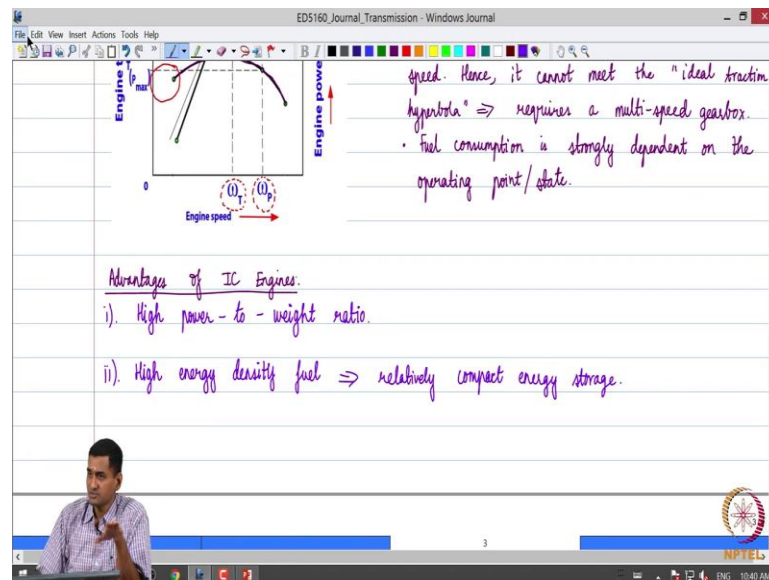 ED5160_Journal_Transmission - Windows Journal
File Edit View Insert Actions Tools Help
B I
Engine t
T(P max)
Engine powe
0
ω_T ω_P
Engine speed
speed. Hence, it cannot meet the "ideal traction
hyperbola" ⇒ requires a multi-speed gearbox.
• Fuel consumption is strongly dependent on the
operating point/state.
Advantages of IC Engines:
i). High power-to-weight ratio.
ii). High energy density fuel ⇒ relatively compact energy storage.
3
NPTEL
ENG 10:40 AM